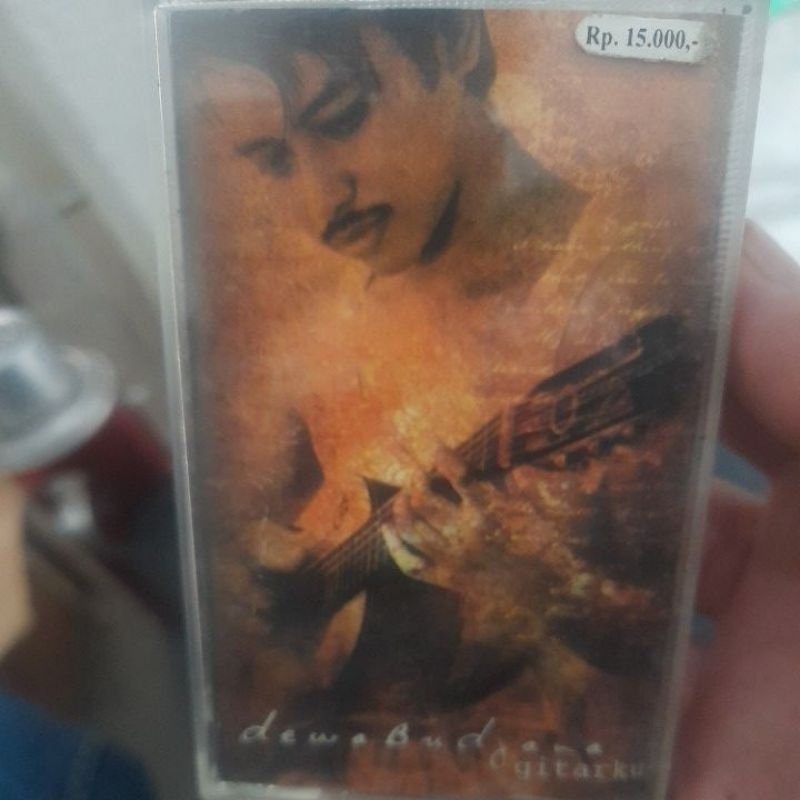 Rp. 15.000,-
dewa Budjana
gitarku